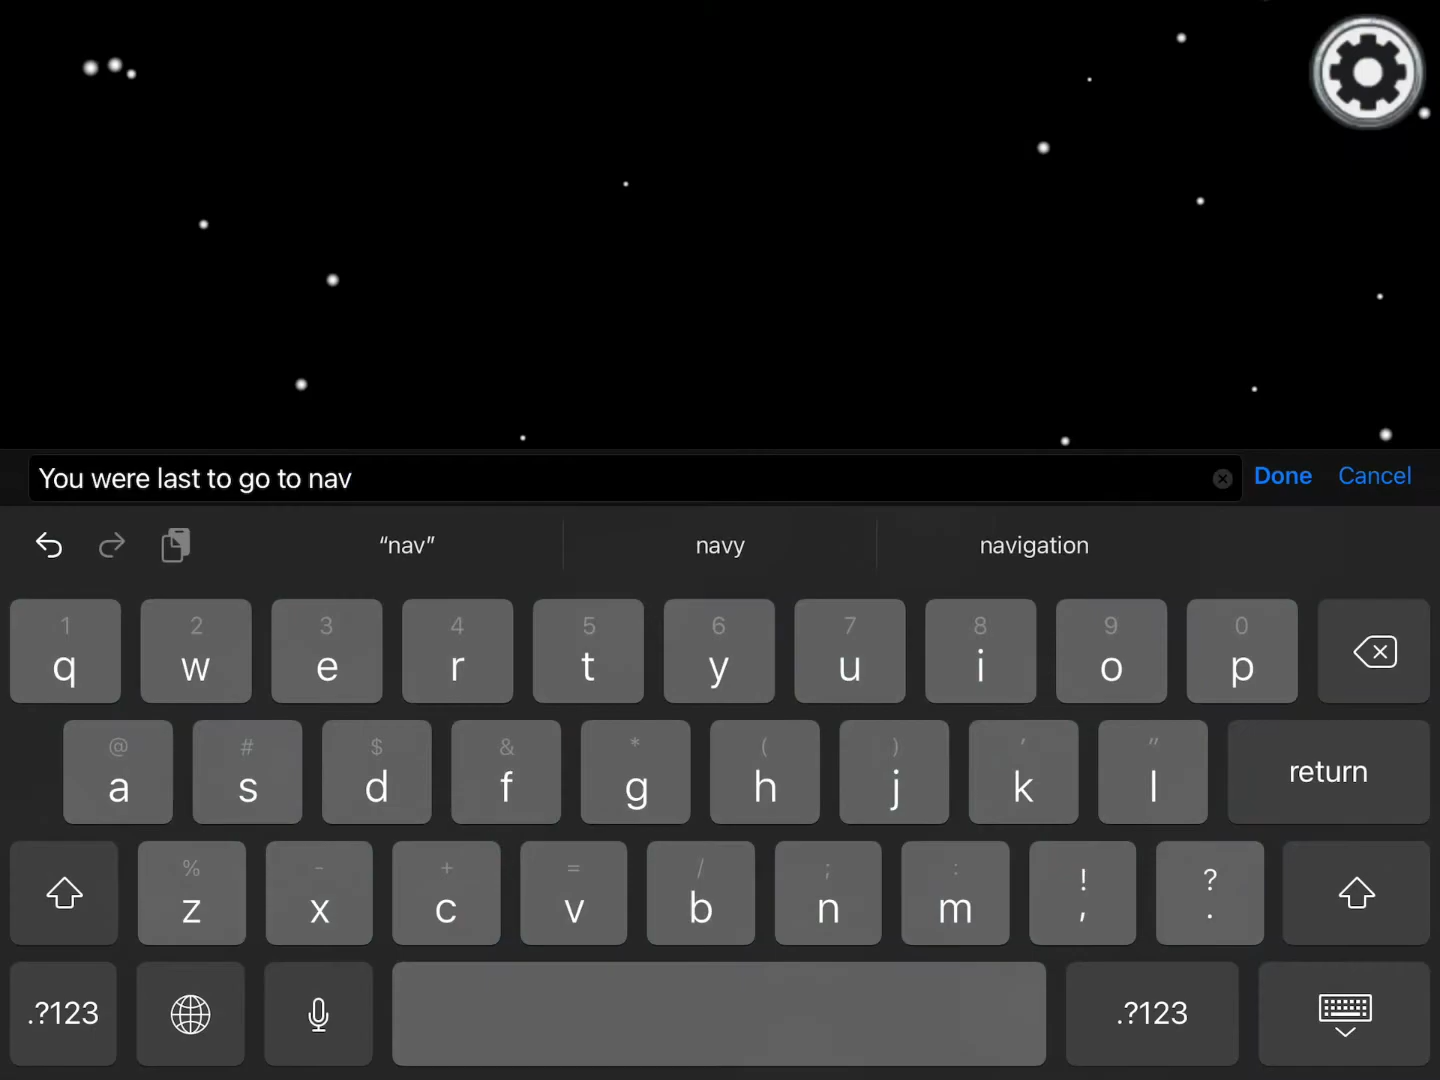 You were last to go to nav
Done Cancel
“nav” navy navigation
1 2 3 4 5 6 7 8 9 0
q w e r t y u i o p
@ # $ & * ( ) ' "
a s d f g h j k l return
% - + = / ; : ! ?
z x c v b n m , .
.?123 .?123